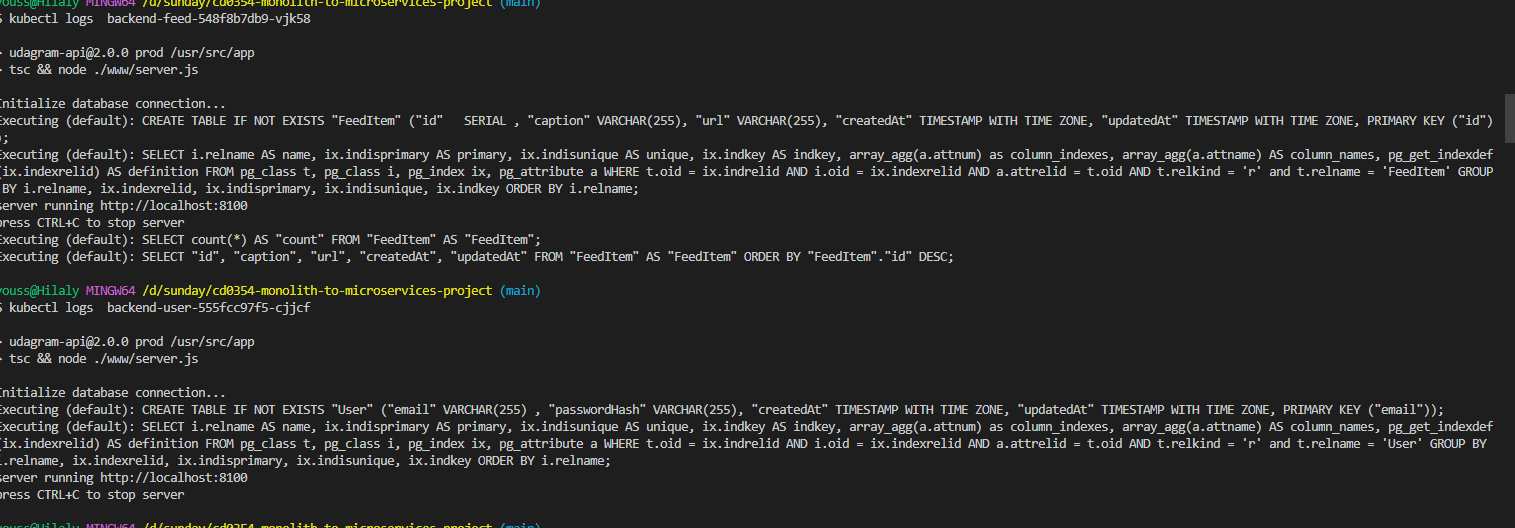 youss@Hilaly MINGW64 /d/sunday/cd0354-monolith-to-microservices-project (main)
$ kubectl logs  backend-feed-548f8b7db9-vjk58
> udagram-api@2.0.0 prod /usr/src/app
> tsc && node ./www/server.js
Initialize database connection...
Executing (default): CREATE TABLE IF NOT EXISTS "FeedItem" ("id"   SERIAL , "caption" VARCHAR(255), "url" VARCHAR(255), "createdAt" TIMESTAMP WITH TIME ZONE, "updatedAt" TIMESTAMP WITH TIME ZONE, PRIMARY KEY ("id")
);
Executing (default): SELECT i.relname AS name, ix.indisprimary AS primary, ix.indisunique AS unique, ix.indkey AS indkey, array_agg(a.attnum) as column_indexes, array_agg(a.attname) AS column_names, pg_get_indexdef
(ix.indexrelid) AS definition FROM pg_class t, pg_class i, pg_index ix, pg_attribute a WHERE t.oid = ix.indrelid AND i.oid = ix.indexrelid AND a.attrelid = t.oid AND t.relkind = 'r' and t.relname = 'FeedItem' GROUP
BY i.relname, ix.indexrelid, ix.indisprimary, ix.indisunique, ix.indkey ORDER BY i.relname;
server running http://localhost:8100
press CTRL+C to stop server
Executing (default): SELECT count(*) AS "count" FROM "FeedItem" AS "FeedItem";
Executing (default): SELECT "id", "caption", "url", "createdAt", "updatedAt" FROM "FeedItem" AS "FeedItem" ORDER BY "FeedItem"."id" DESC;
youss@Hilaly MINGW64 /d/sunday/cd0354-monolith-to-microservices-project (main)
$ kubectl logs  backend-user-555fcc97f5-cjjcf
> udagram-api@2.0.0 prod /usr/src/app
> tsc && node ./www/server.js
Initialize database connection...
Executing (default): CREATE TABLE IF NOT EXISTS "User" ("email" VARCHAR(255) , "passwordHash" VARCHAR(255), "createdAt" TIMESTAMP WITH TIME ZONE, "updatedAt" TIMESTAMP WITH TIME ZONE, PRIMARY KEY ("email"));
Executing (default): SELECT i.relname AS name, ix.indisprimary AS primary, ix.indisunique AS unique, ix.indkey AS indkey, array_agg(a.attnum) as column_indexes, array_agg(a.attname) AS column_names, pg_get_indexdef
(ix.indexrelid) AS definition FROM pg_class t, pg_class i, pg_index ix, pg_attribute a WHERE t.oid = ix.indrelid AND i.oid = ix.indexrelid AND a.attrelid = t.oid AND t.relkind = 'r' and t.relname = 'User' GROUP BY
i.relname, ix.indexrelid, ix.indisprimary, ix.indisunique, ix.indkey ORDER BY i.relname;
server running http://localhost:8100
press CTRL+C to stop server
youss@Hilaly MINGW64 /d/sunday/cd0354-monolith-to-microservices-project (main)